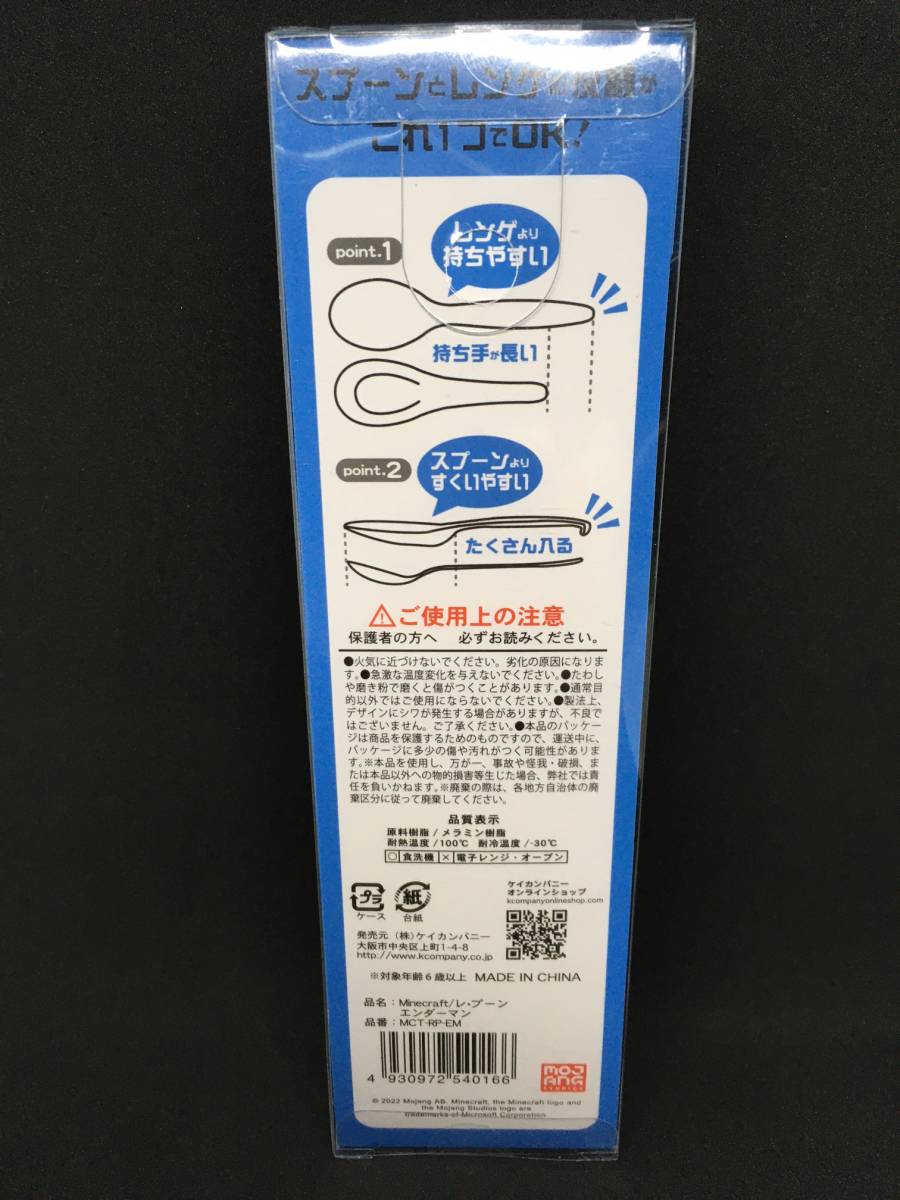 スプーンとレンゲの役割が
これ1つでOK!
point.1
レンゲより
持ちやすい
持ち手が長い
point.2
スプーンより
すくいやすい
たくさん入る
⚠ご使用上の注意
保護者の方へ 必ずお読みください。
●火気に近づけないでください。劣化の原因になりま
す。●急激な温度変化を与えないでください。●たわし
や磨き粉で磨くと傷がつくことがあります。●通常目
的以外ではご使用にならないでください。●製法上、
デザインにシワが発生する場合がありますが、不良で
はございません。ご了承ください。●本品のパッケー
ジは商品を保護するためのものですので、運送中に、
パッケージに多少の傷や汚れがつく可能性がありま
す。※本品を使用し、万が一、事故や怪我・破損、ま
たは本品以外への物的損害等生じた場合、弊社では責
任を負いかねます。※廃棄の際は、各地方自治体の廃
棄区分に従って廃棄してください。
品質表示
原料樹脂/メラミン樹脂
耐熱温度/100℃ 耐冷温度/-30℃
○食洗機×電子レンジ・オーブン
プラ
ケース
紙
台紙
ケイカンパニー
オンラインショップ
kcompanyonlineshop.com
発売元 (株)ケイカンパニー
大阪市中央区上町1-4-8
http://www.kcompany.co.jp
※対象年齢6歳以上 MADE IN CHINA
品名:Minecraft/レ・プーン
エンダーマン
品番:MCT-RP-EM
4 930972 540166
MOJANG
STUDIOS
© 2022 Mojang AB. Minecraft, the Minecraft logo and
the Mojang Studios logo are
trademarks of Microsoft Corporation.